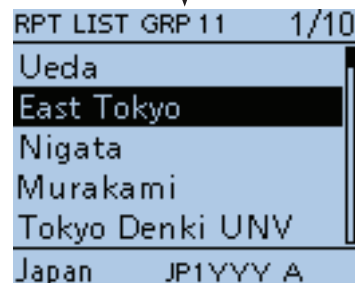 RPT LIST GRP 11 1/10
Ueda
East Tokyo
Nigata
Murakami
Tokyo Denki UNV
Japan JP1YYY A